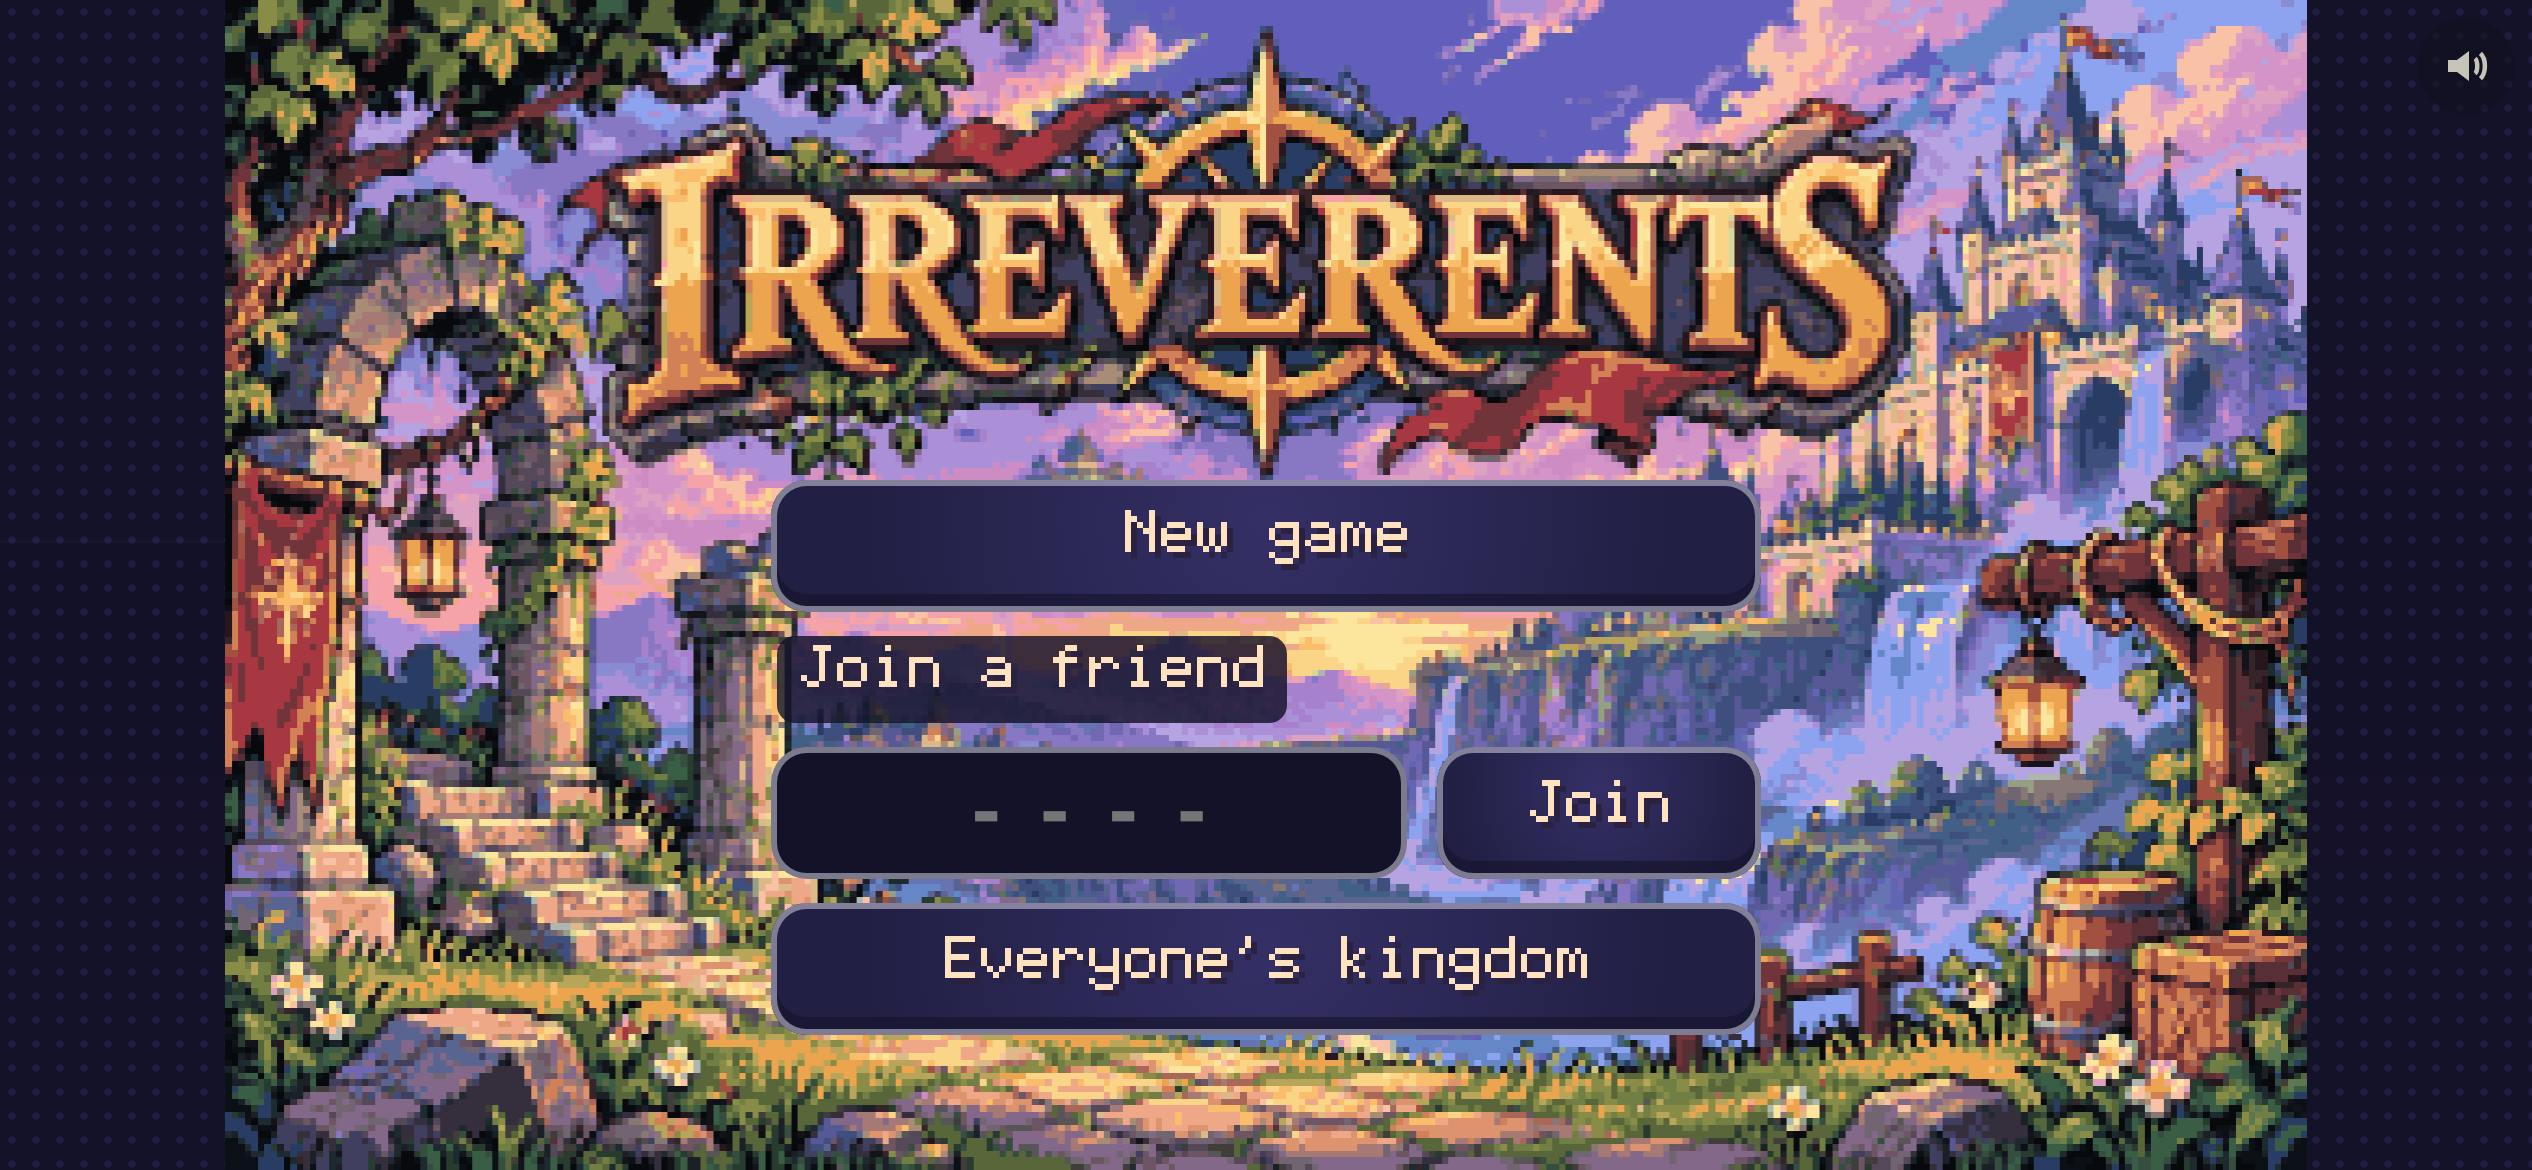 IRREVERENTS
New game
Join a friend
- - - -
Join
Everyone's kingdom